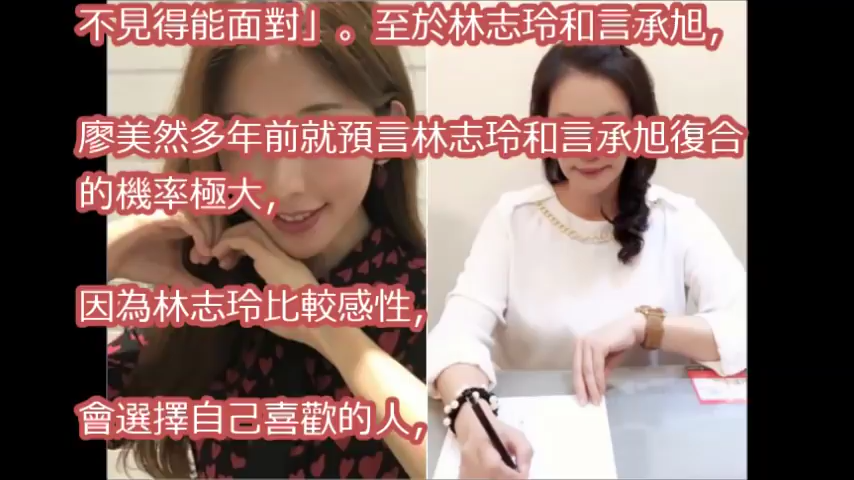 不見得能面對」。至於林志玲和言承旭，
廖美然多年前就預言林志玲和言承旭復合
的機率極大，
因為林志玲比較感性，
會選擇自己喜歡的人，